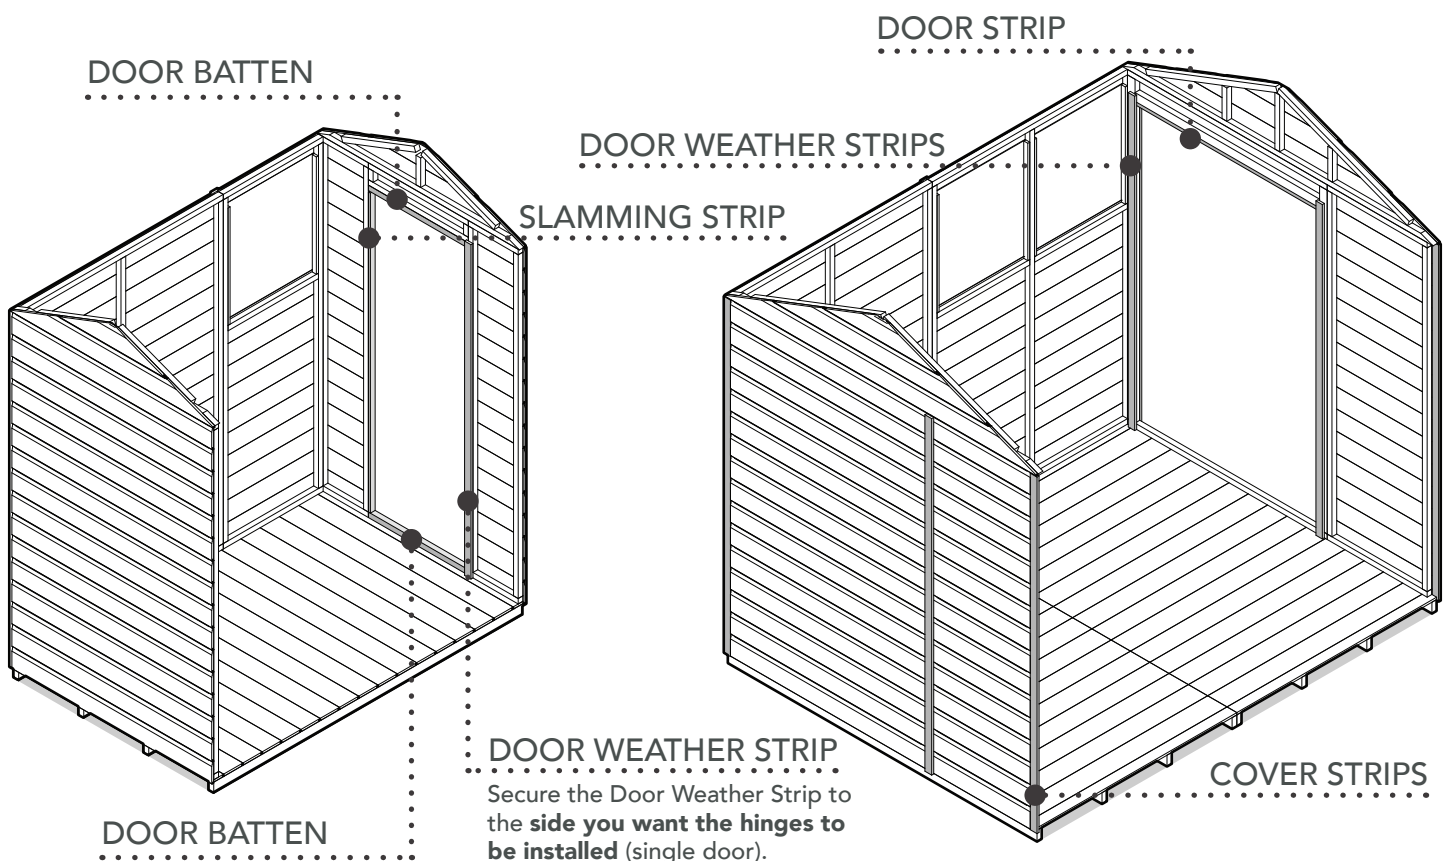 DOOR STRIP
DOOR BATTEN
DOOR WEATHER STRIPS
SLAMMING STRIP
DOOR WEATHER STRIP
Secure the Door Weather Strip to
the side you want the hinges to
be installed (single door).
COVER STRIPS
DOOR BATTEN